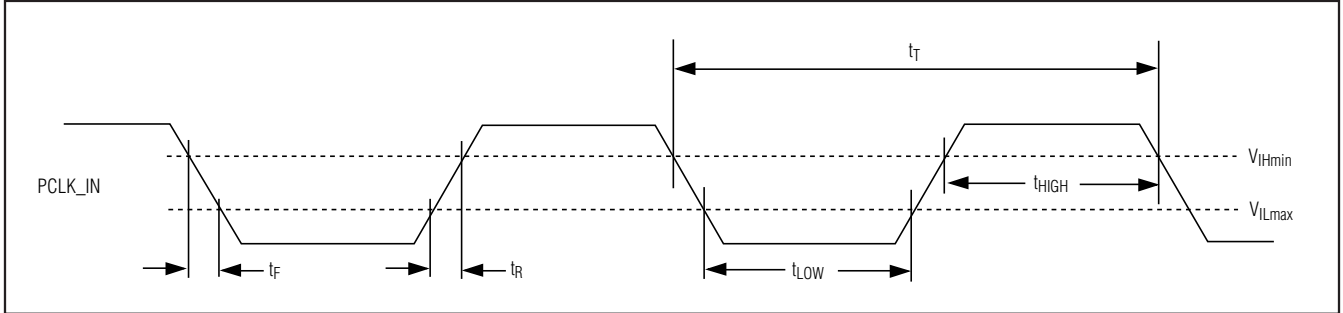 tT
VIHmin
PCLK_IN
tHIGH
VILmax
tF
tR
tLOW